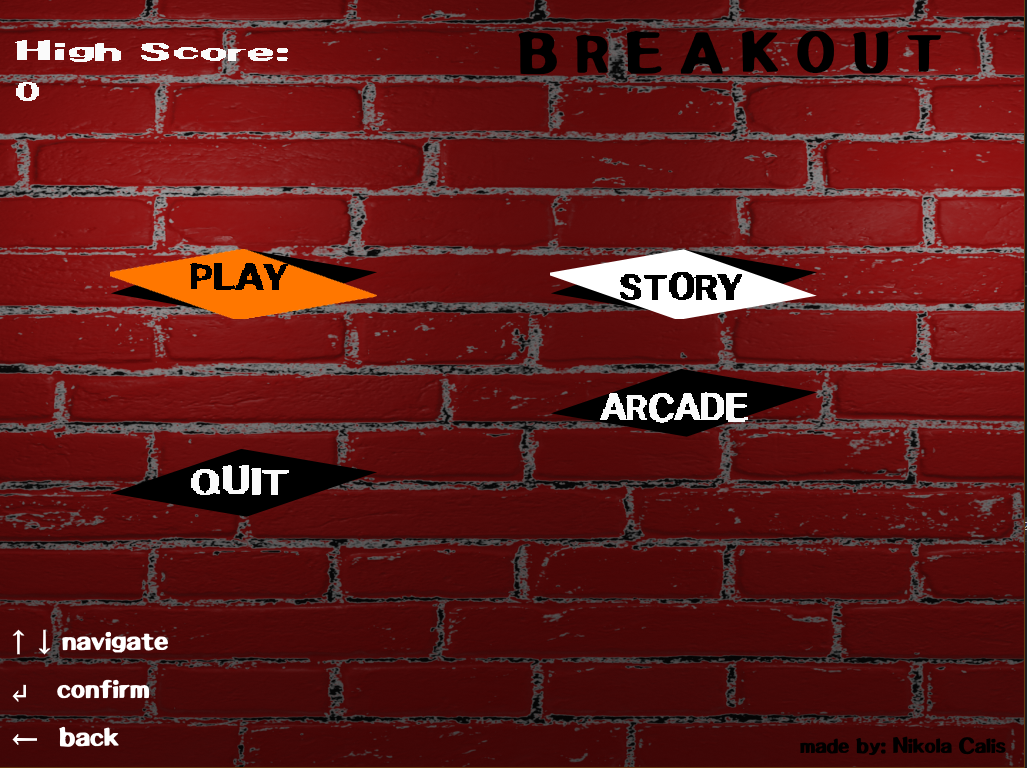 High Score:
0
BREAKOUT
PLAY
STORY
ARCADE
QUIT
↑ ↓ navigate
↵ confirm
← back
made by: Nikola Calis